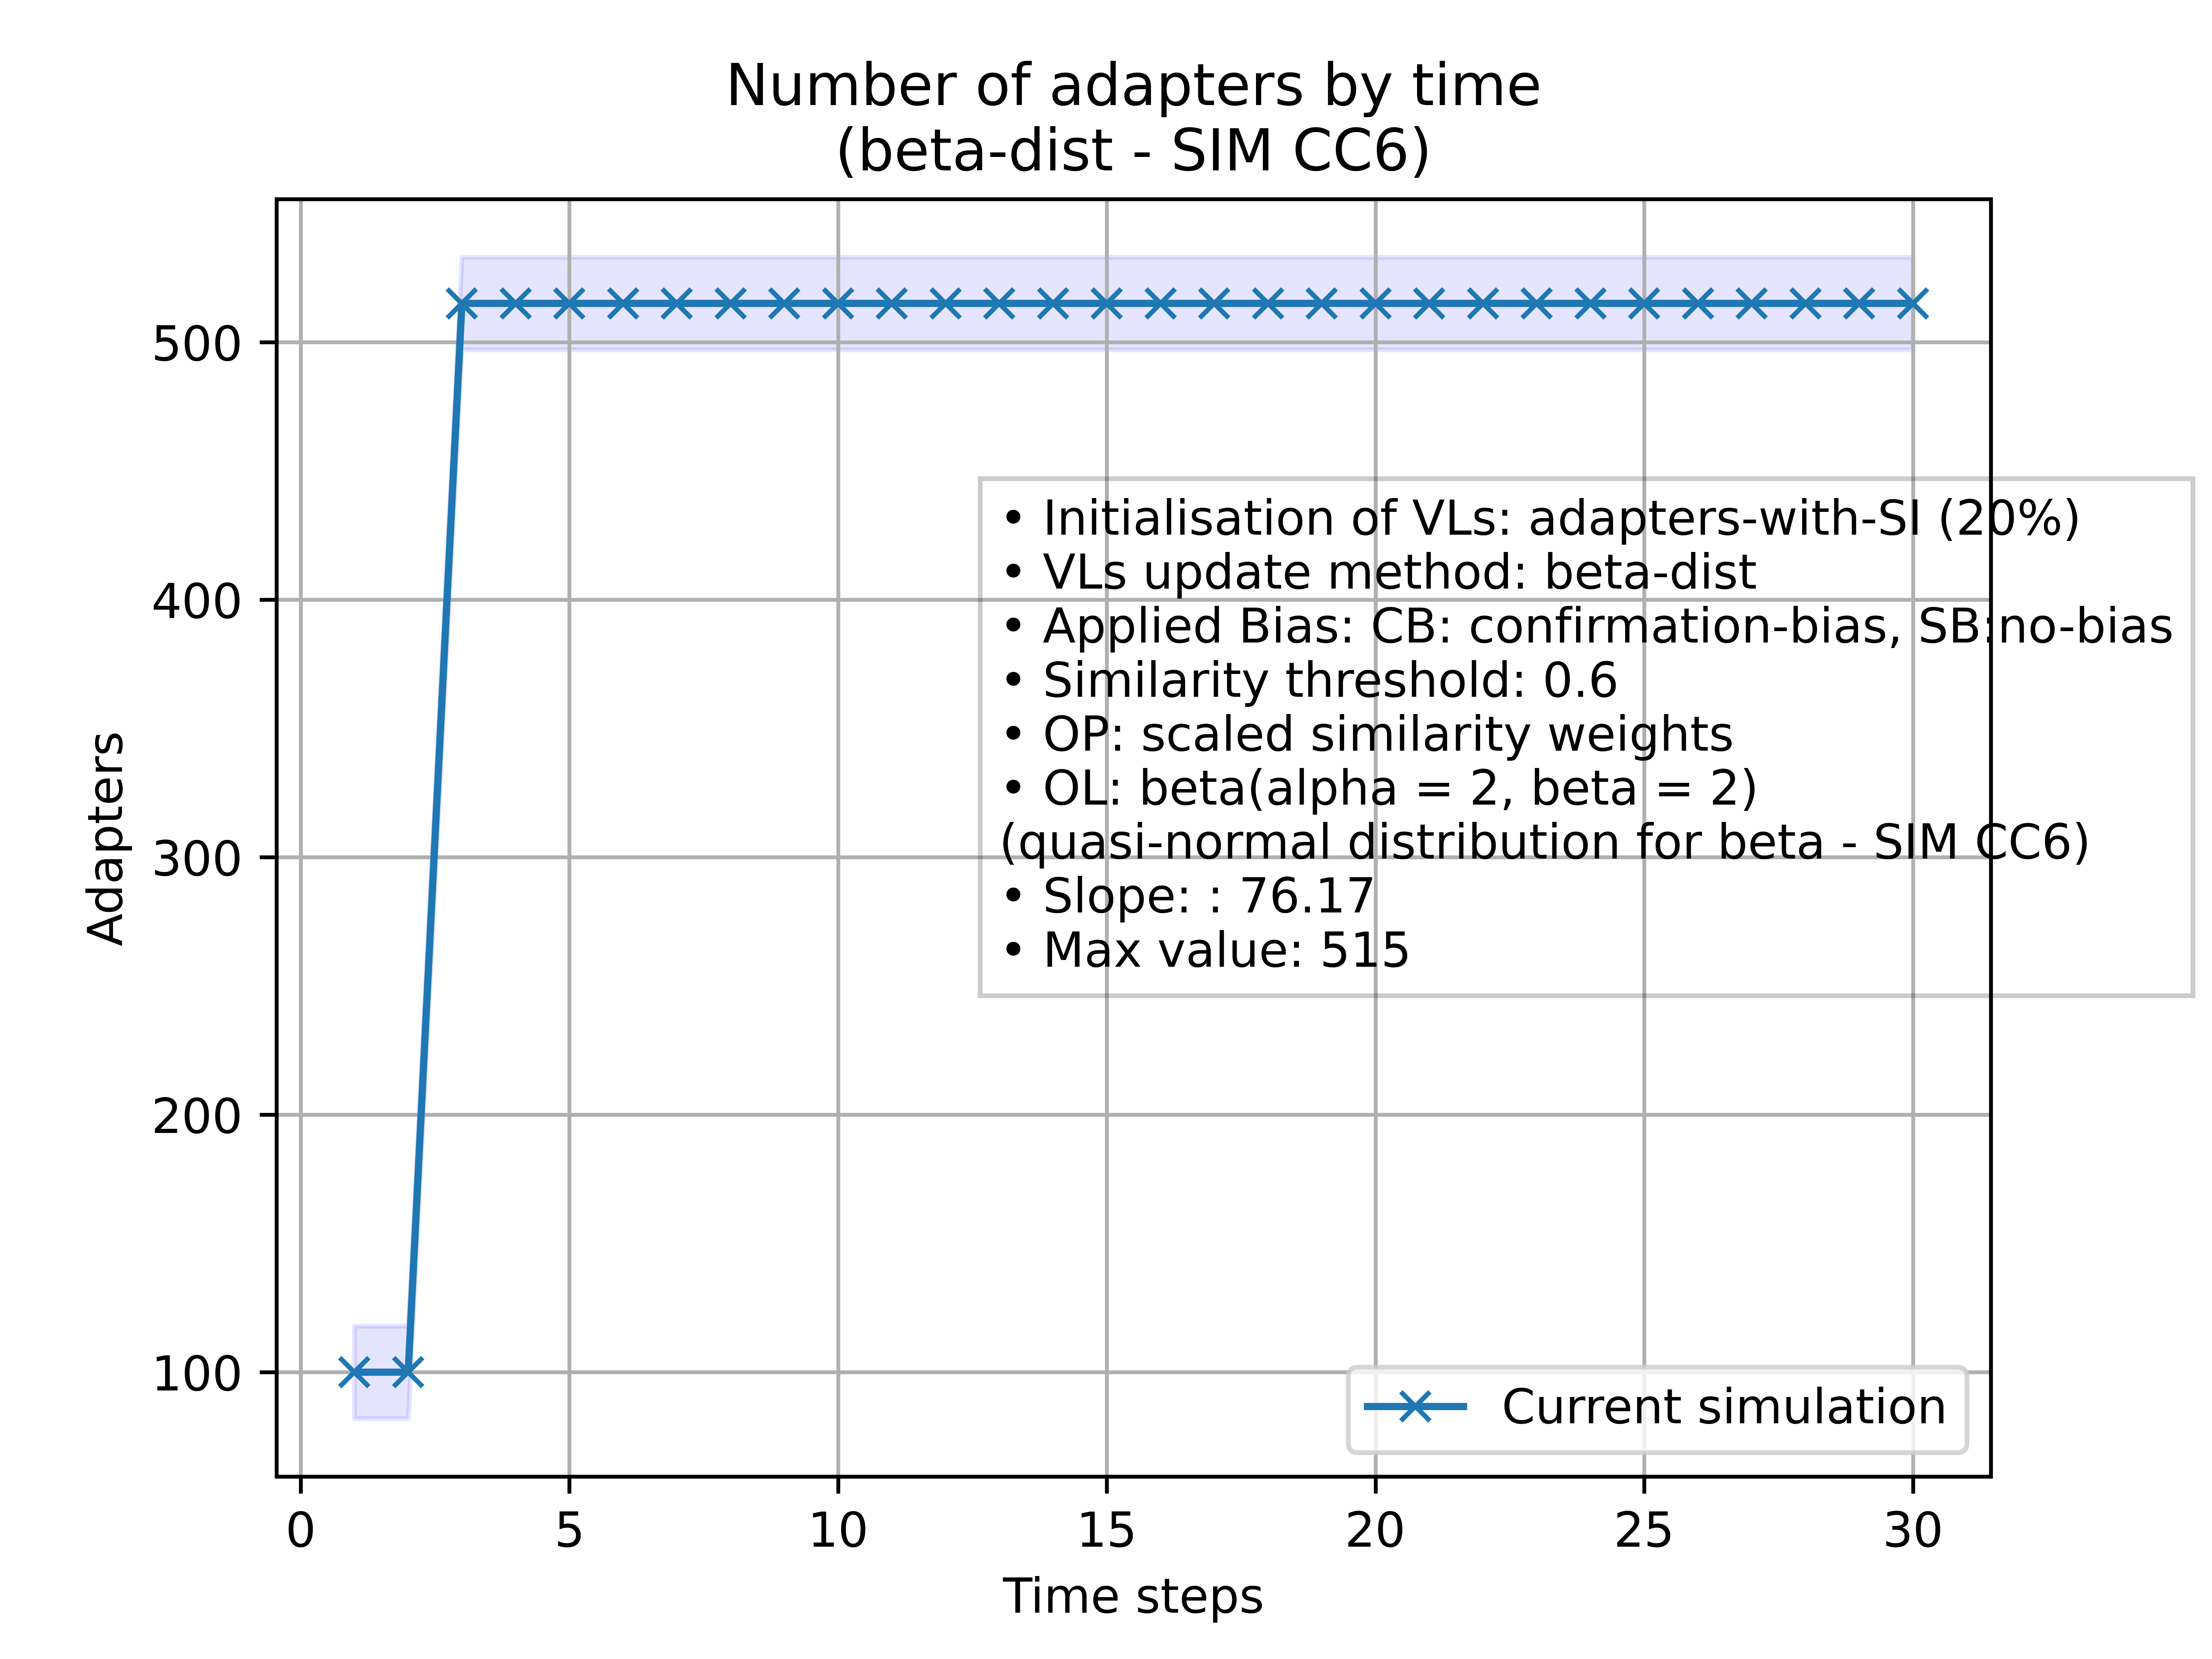 Number of adapters by time
(beta-dist - SIM CC6)
500
400
300
200
100
Adapters
• Initialisation of VLs: adapters-with-SI (20%)
• VLs update method: beta-dist
• Applied Bias: CB: confirmation-bias, SB:no-bias
• Similarity threshold: 0.6
• OP: scaled similarity weights
• OL: beta(alpha = 2, beta = 2)
(quasi-normal distribution for beta - SIM CC6)
• Slope: : 76.17
• Max value: 515
Current simulation
0 5 10 15 20 25 30
Time steps